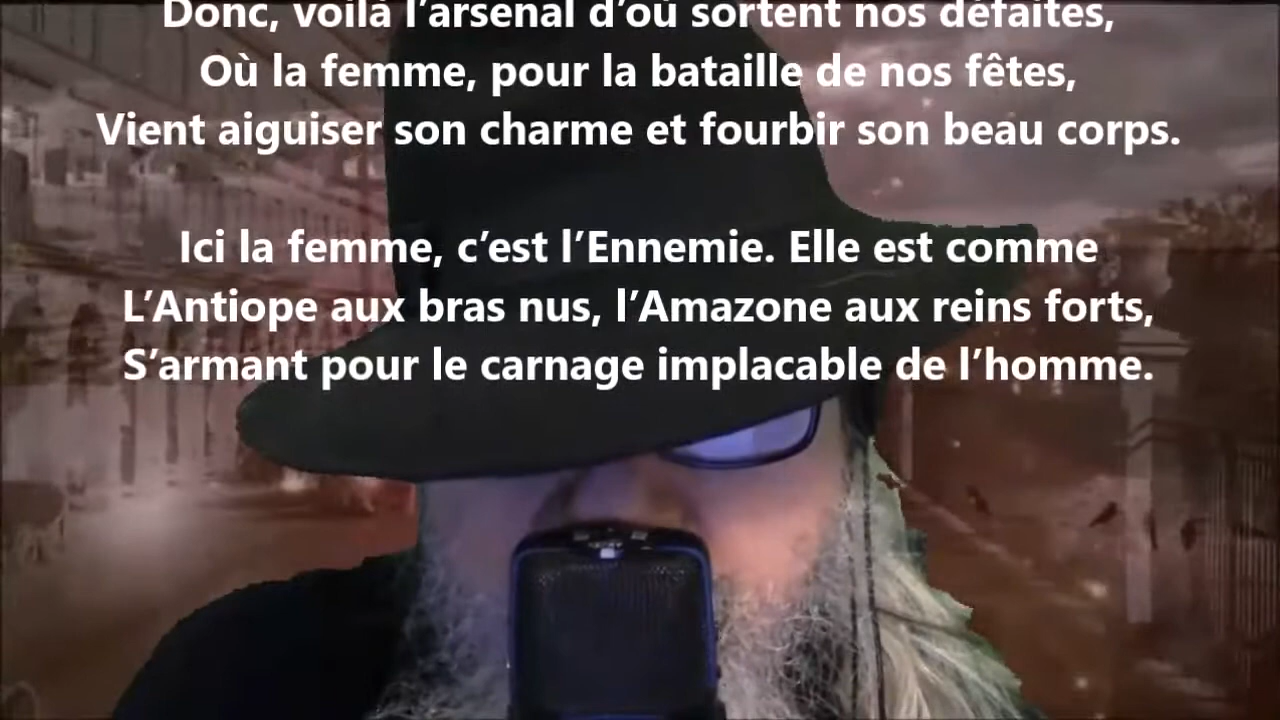 Donc, voilà l’arsenal d’où sortent nos défaites,
Où la femme, pour la bataille de nos fêtes,
Vient aiguiser son charme et fourbir son beau corps.
Ici la femme, c’est l’Ennemie. Elle est comme
L’Antiope aux bras nus, l’Amazone aux reins forts,
S’armant pour le carnage implacable de l’homme.